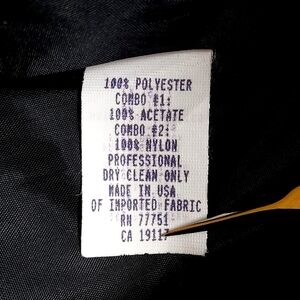 100% POLYESTER
COMBO #1:
100% ACETATE
COMBO #2:
100% NYLON
PROFESSIONAL
DRY CLEAN ONLY
MADE IN USA
OF IMPORTED FABRIC
RN 77751
CA 19117